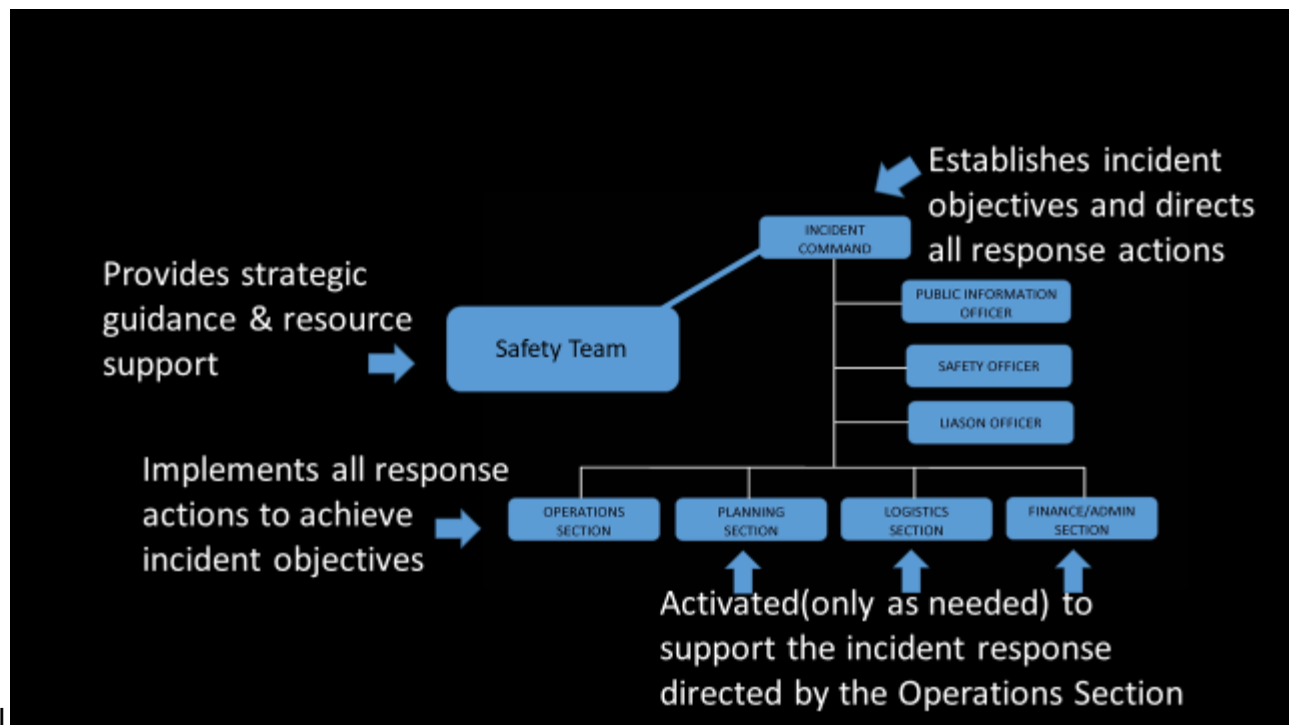 Establishes incident
objectives and directs
all response actions
INCIDENT
COMMAND
Provides strategic
guidance & resource
support
Safety Team
PUBLIC INFORMATION
OFFICER
SAFETY OFFICER
LIASON OFFICER
Implements all response
actions to achieve
incident objectives
OPERATIONS
SECTION
PLANNING
SECTION
LOGISTICS
SECTION
FINANCE/ADMIN
SECTION
Activated(only as needed) to
support the incident response
directed by the Operations Section